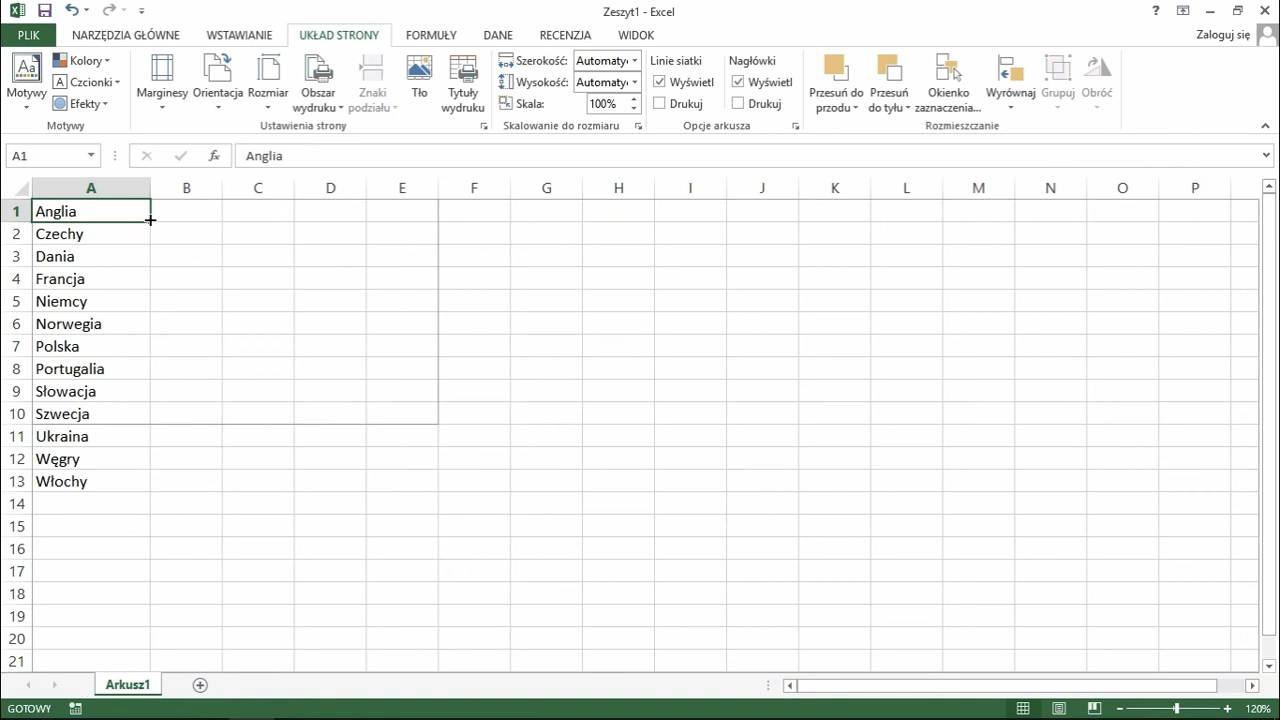 Zeszyt1 - Excel
?
PLIK NARZĘDZIA GŁÓWNE WSTAWIANIE UKŁAD STRONY FORMUŁY DANE RECENZJA WIDOK Zaloguj się
Aa
Motywy
Kolory
A Czcionki
Efekty
Motywy
Marginesy
Orientacja
Rozmiar
Obszar wydruku
Znaki podziału
Tło
Tytuły wydruku
Ustawienia strony
Szerokość: Automaty
Wysokość: Automaty
Skala: 100%
Skalowanie do rozmiaru
Linie siatki
Wyświetl
Drukuj
Nagłówki
Wyświetl
Drukuj
Opcje arkusza
Przesuń do przodu
Przesuń do tyłu
Okienko zaznaczenia...
Wyrównaj
Grupuj
Obróć
Rozmieszczanie
A1 fx Anglia
A B C D E F G H I J K L M N O P
1 Anglia
2 Czechy
3 Dania
4 Francja
5 Niemcy
6 Norwegia
7 Polska
8 Portugalia
9 Słowacja
10 Szwecja
11 Ukraina
12 Węgry
13 Włochy
14
15
16
17
18
19
20
21
Arkusz1
GOTOWY 120%